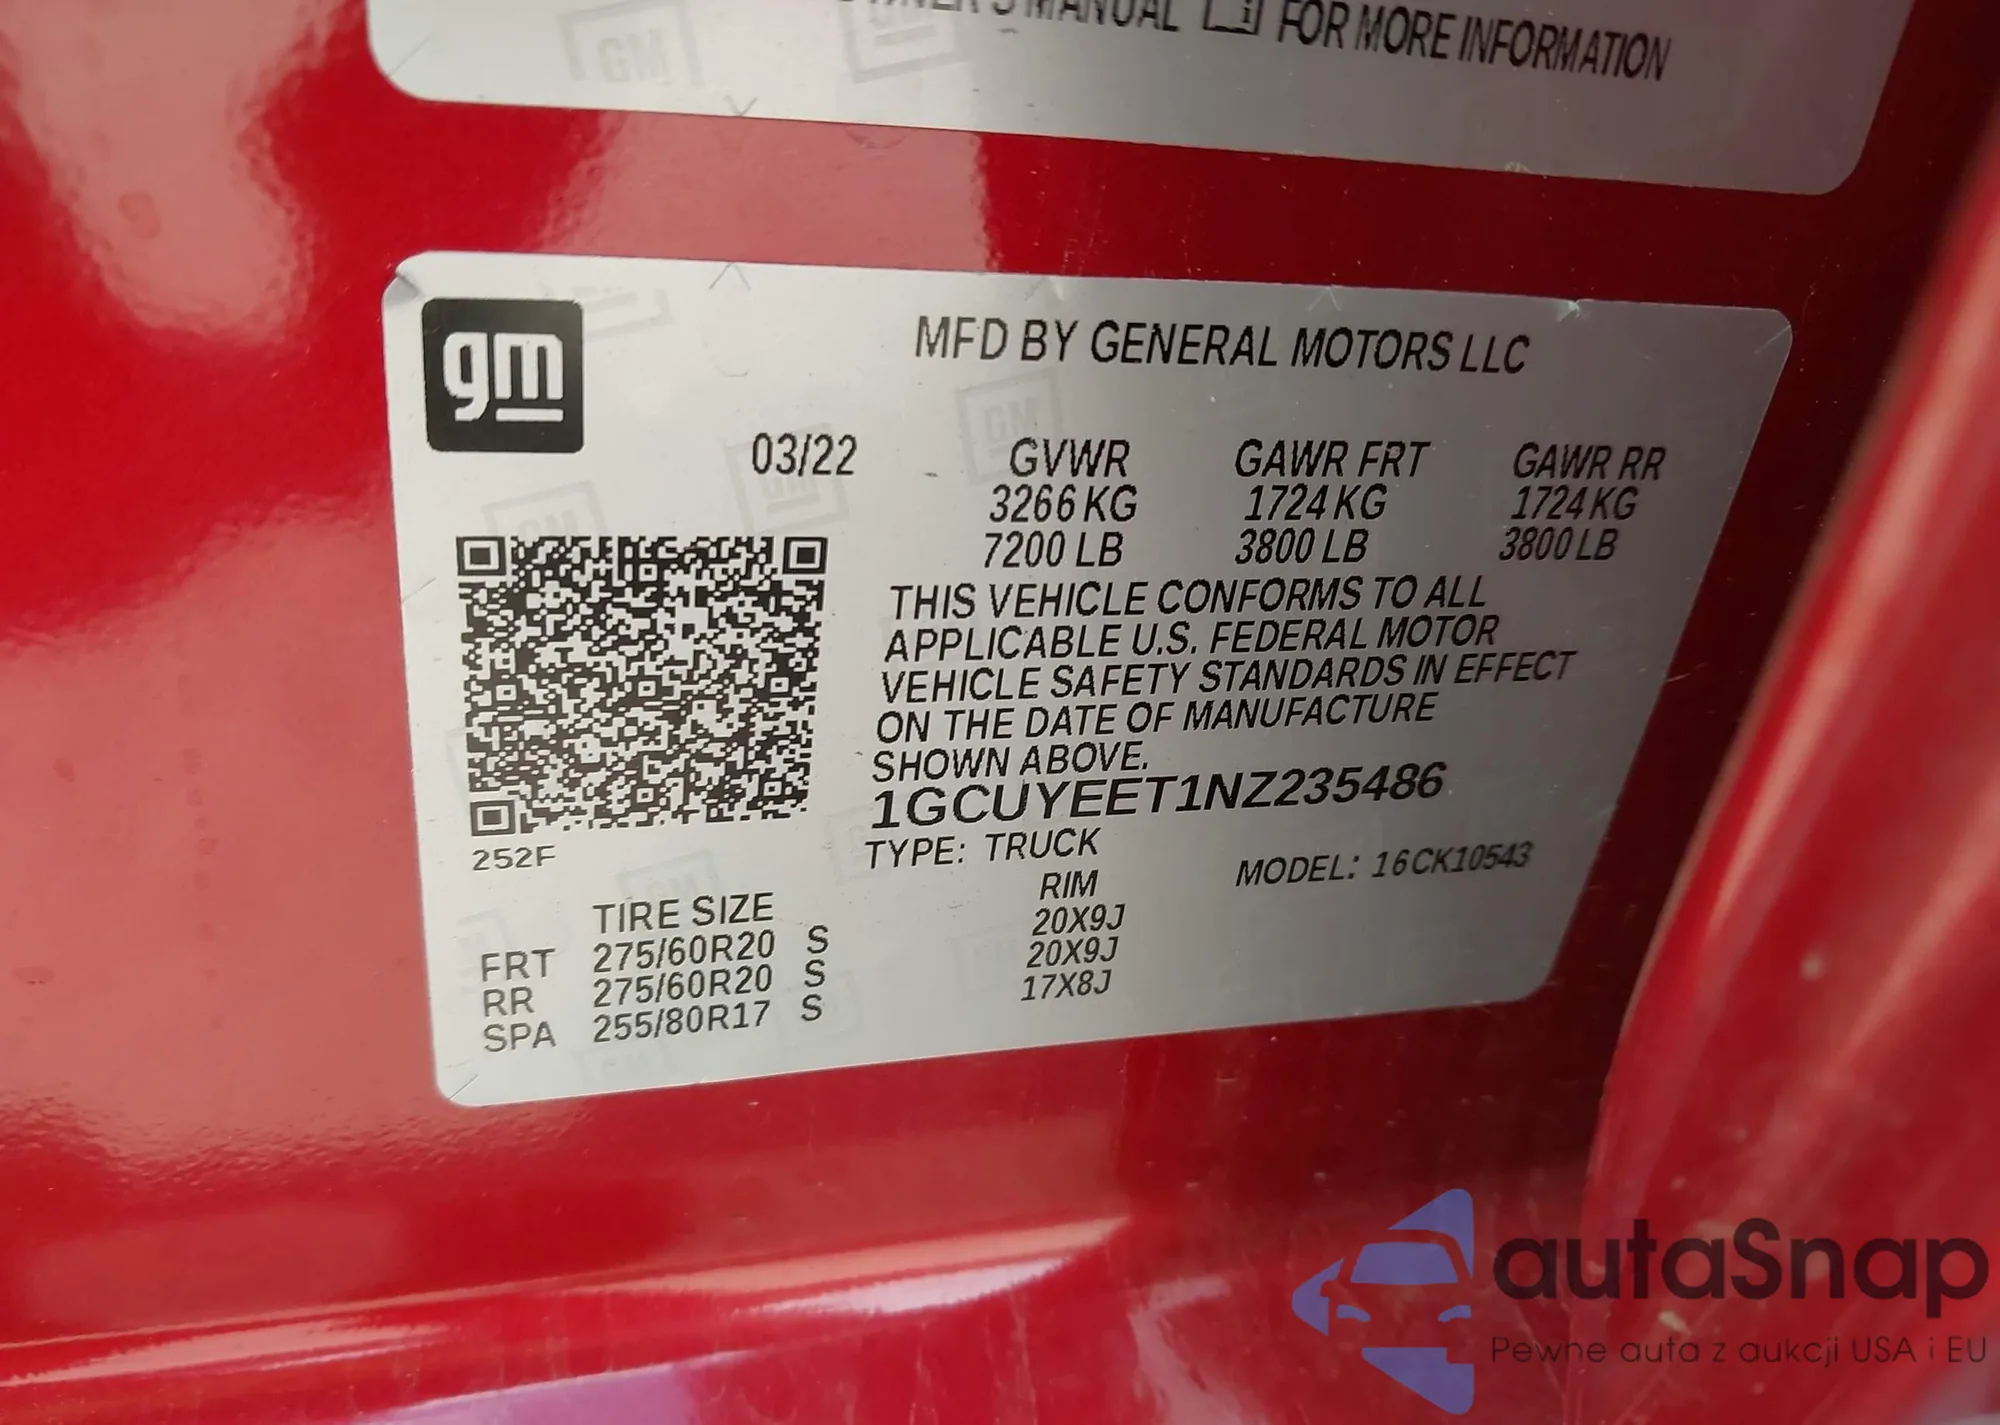 OWNER'S MANUAL i FOR MORE INFORMATION
gm
MFD BY GENERAL MOTORS LLC
03/22 GVWR GAWR FRT GAWR RR
3266 KG 1724 KG 1724 KG
7200 LB 3800 LB 3800 LB
THIS VEHICLE CONFORMS TO ALL
APPLICABLE U.S. FEDERAL MOTOR
VEHICLE SAFETY STANDARDS IN EFFECT
ON THE DATE OF MANUFACTURE
SHOWN ABOVE.
1GCUYEET1NZ235486
252F
TYPE: TRUCK MODEL: 16CK10543
TIRE SIZE RIM
FRT 275/60R20 S 20X9J
RR 275/60R20 S 20X9J
SPA 255/80R17 S 17X8J
autoSnap
Pewne auta z aukcji USA i EU